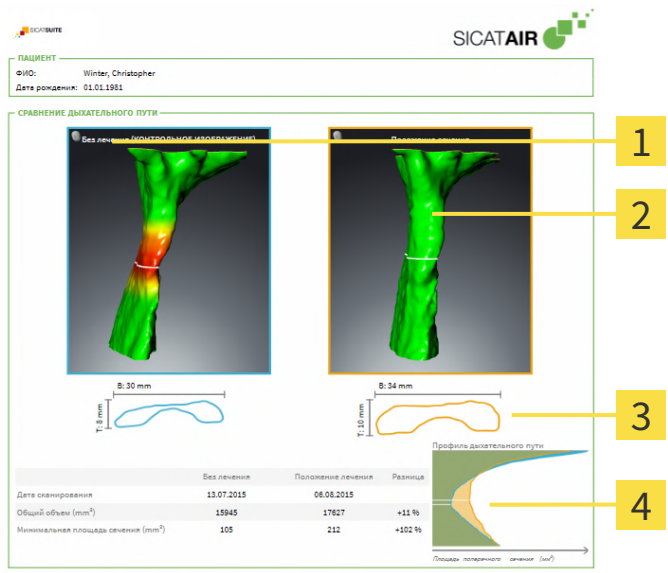 SICATSUITE
SICATAIR
ПАЦИЕНТ
ФИО: Winter, Christopher
Дата рождения: 01.01.1981
СРАВНЕНИЕ ДЫХАТЕЛЬНОГО ПУТИ
Без лечения (КОНТРОЛЬНОЕ ИЗОБРАЖЕНИЕ)
Положение лечения
1
2
B: 30 mm
B: 34 mm
T: 8 mm
T: 10 mm
3
Профиль дыхательного пути
Без лечения Положение лечения Разница
Дата сканирования 13.07.2015 06.08.2015
Общий объем (mm³) 15945 17627 +11 %
Минимальная площадь сечения (mm²) 105 212 +102 %
4
Площадь поперечного сечения (мм²)